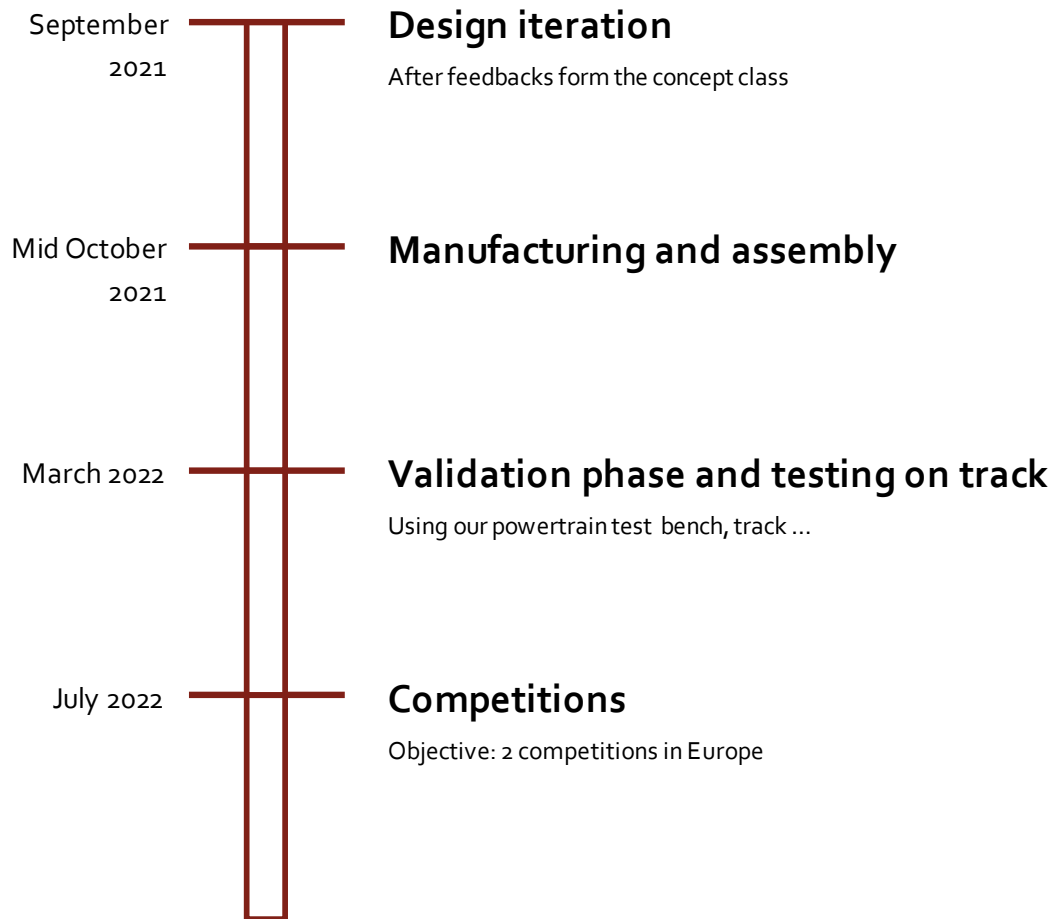 September
2021
Design iteration
After feedbacks form the concept class
Mid October
2021
Manufacturing and assembly
March 2022
Validation phase and testing on track
Using our powertrain test bench, track ...
July 2022
Competitions
Objective: 2 competitions in Europe